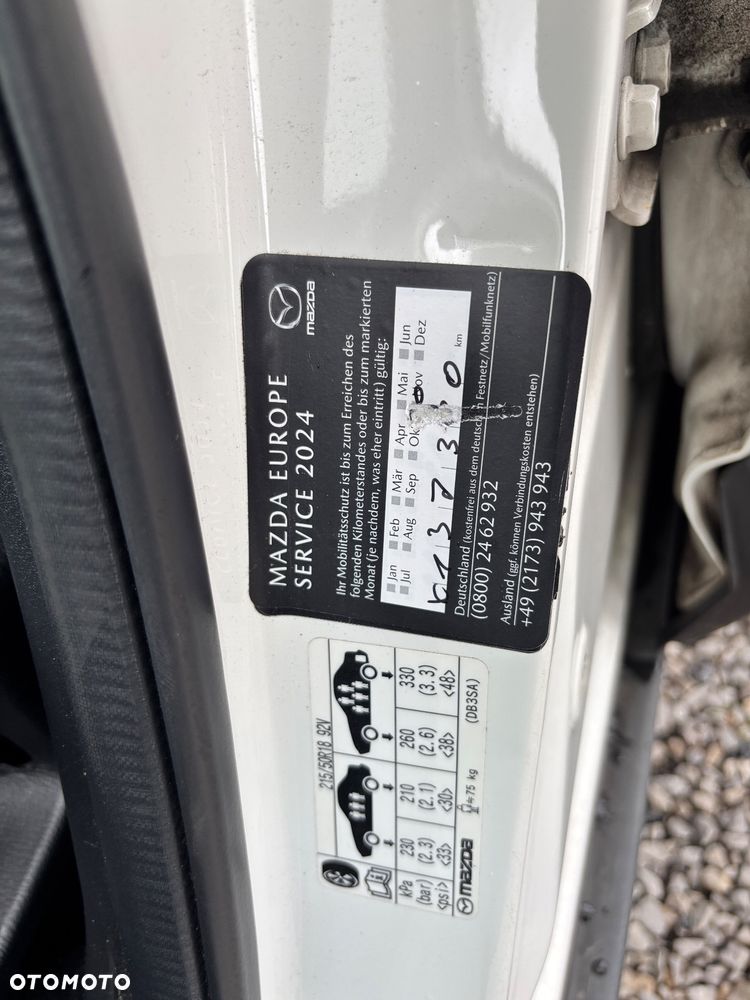 MAZDA EUROPE
SERVICE 2024
mazda
Ihr Mobilitätsschutz ist bis zum Erreichen des
folgenden Kilometerstandes oder bis zum markierten
Monat (je nachdem, was eher eintritt) gültig:
Jan Feb Mär Apr Mai Jun
Jul Aug Sep Dez
km
Deutschland (kostenfrei aus dem deutschen Festnetz/Mobilfunknetz)
(0800) 24 62 932
Ausland (ggf. können Verbindungskosten entstehen)
+49 (2173) 943 943
215/50R18 92V
kPa 230 210 260 330
(bar) (2.3) (2.1) (2.6) (3.3)
<psi> <33> <30> <38> <48>
mazda ≒75 kg (DB3SA)
OTOMOTO